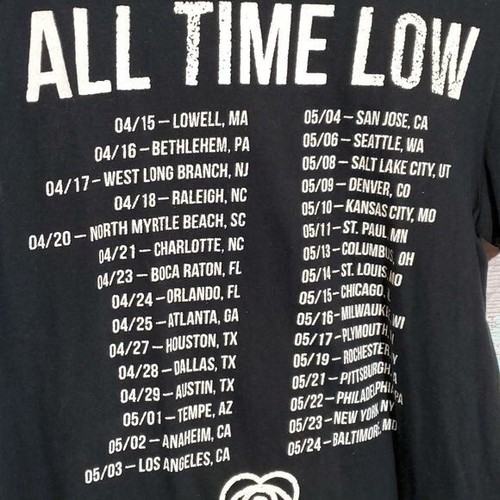 ALL TIME LOW
04/15 – LOWELL, MA
04/16 – BETHLEHEM, PA
04/17 – WEST LONG BRANCH, NJ
04/18 – RALEIGH, NC
04/20 – NORTH MYRTLE BEACH, SC
04/21 – CHARLOTTE, NC
04/23 – BOCA RATON, FL
04/24 – ORLANDO, FL
04/25 – ATLANTA, GA
04/27 – HOUSTON, TX
04/28 – DALLAS, TX
04/29 – AUSTIN, TX
05/01 – TEMPE, AZ
05/02 – ANAHEIM, CA
05/03 – LOS ANGELES, CA
05/04 – SAN JOSE, CA
05/06 – SEATTLE, WA
05/08 – SALT LAKE CITY, UT
05/09 – DENVER, CO
05/10 – KANSAS CITY, MO
05/11 – ST. PAUL MN
05/13 – COLUMBUS, OH
05/14 – ST. LOUIS MO
05/15 – CHICAGO,
05/16 – MILWAUKEE WI
05/17 – PLYMOUTH,
05/19 – ROCHESTER
05/21 – PITTSBURGH
05/22 – PHILADELPHIA PA
05/23 – NEW YORK NY
05/24 – BALTIMORE, MD